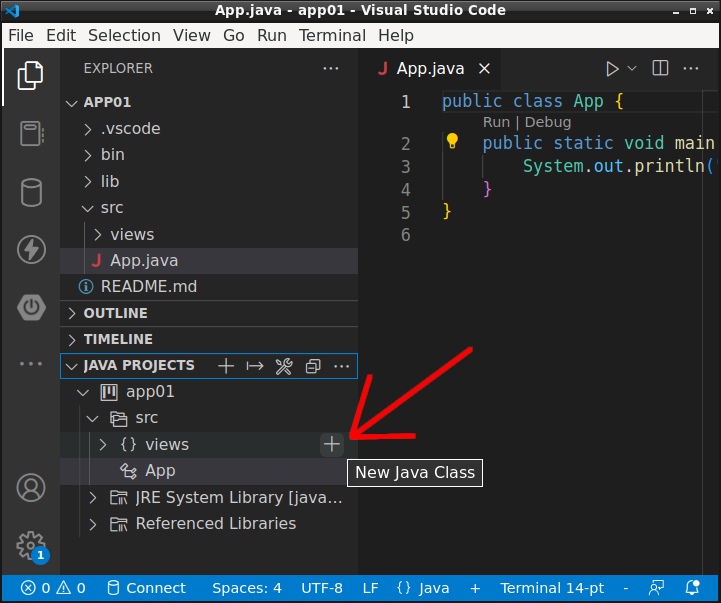 App.java - app01 - Visual Studio Code
File Edit Selection View Go Run Terminal Help
EXPLORER
APP01
.vscode
bin
lib
src
views
App.java
README.md
OUTLINE
TIMELINE
JAVA PROJECTS
app01
src
{} views
App
JRE System Library [java...
Referenced Libraries
New Java Class
App.java
1 public class App {
Run | Debug
2 public static void main
3 System.out.println(
4 }
5 }
6
1
0 0 Connect Spaces: 4 UTF-8 LF {} Java + Terminal 14-pt -